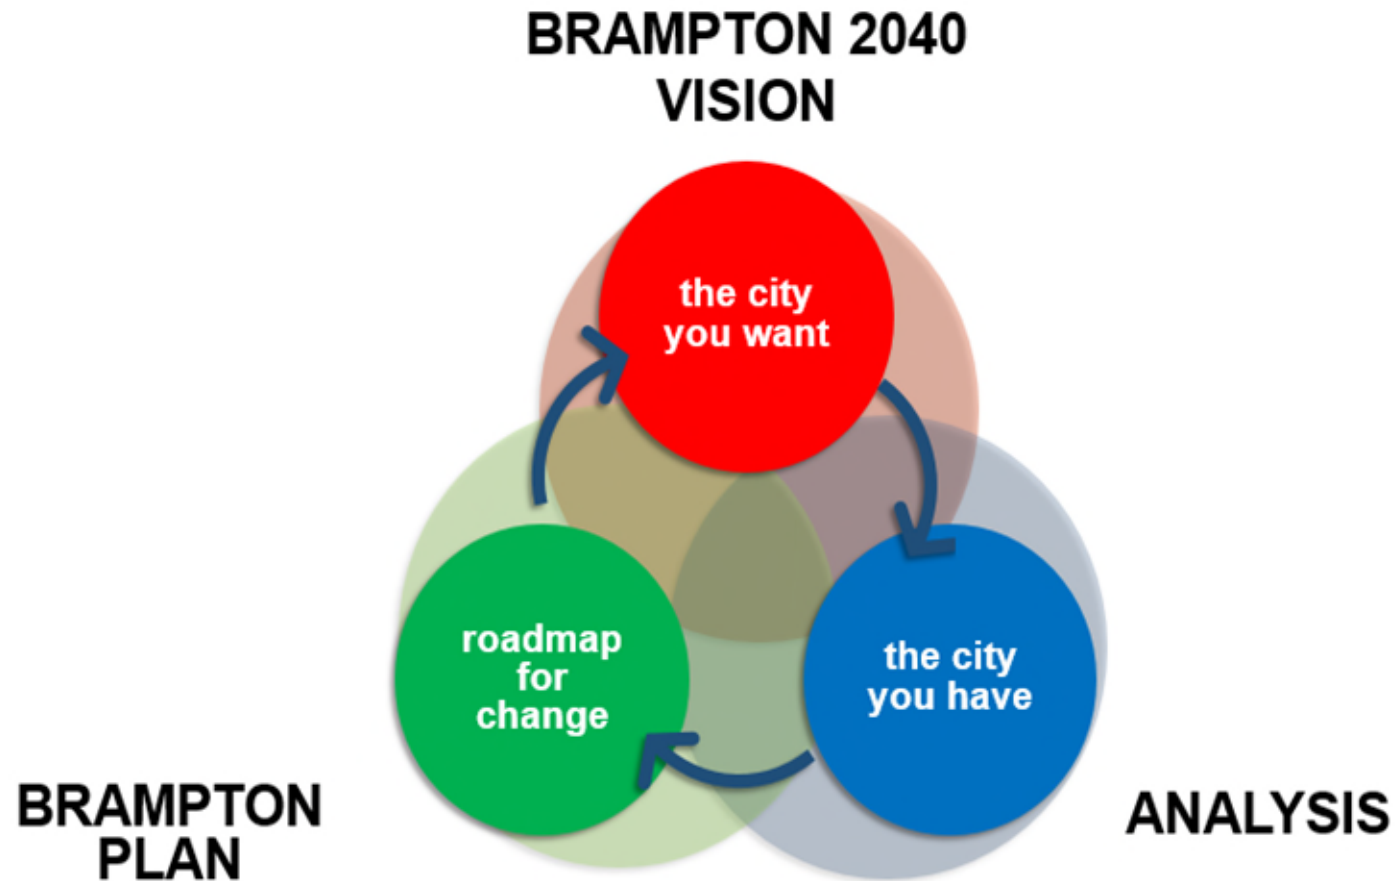 BRAMPTON 2040
VISION
the city
you want
the city
you have
roadmap
for
change
BRAMPTON
PLAN
ANALYSIS